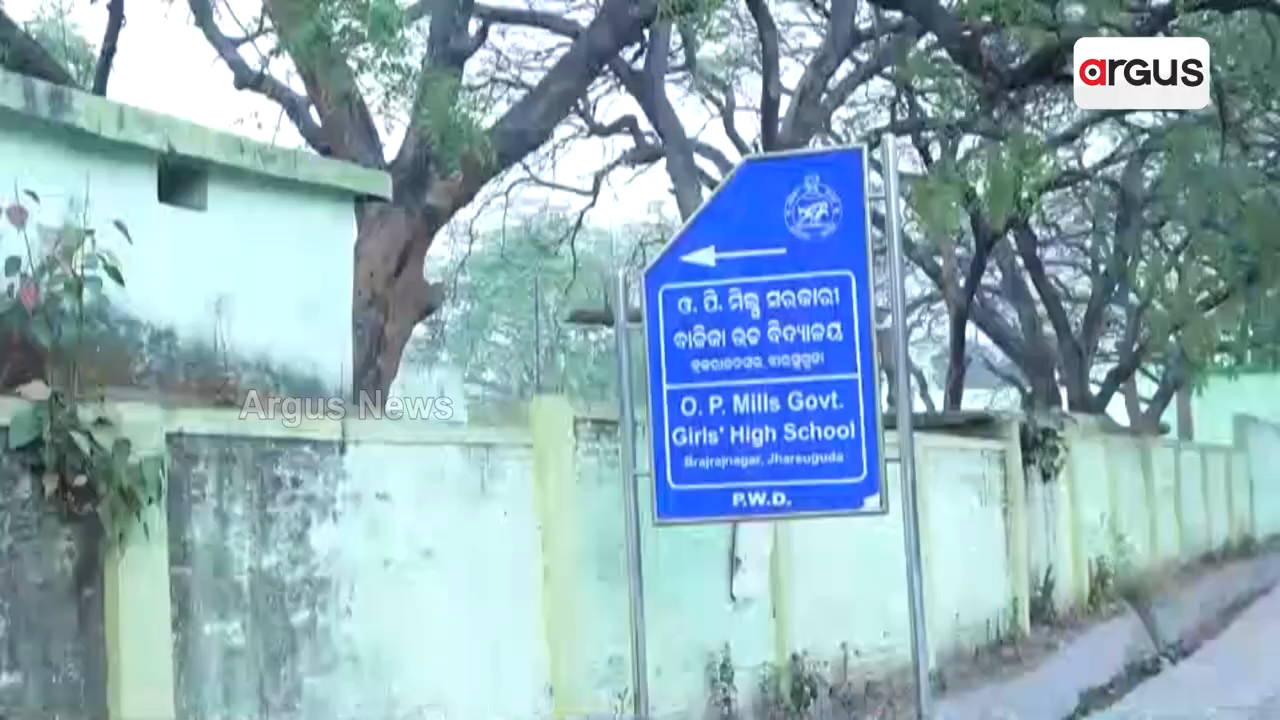 argus
ଓ. ପି. ମିଲ୍ସ ସରକାରୀ
ବାଳିକା ଉଚ୍ଚ ବିଦ୍ୟାଳୟ
ବ୍ରଜରାଜନଗର, ଝାରସୁଗୁଡା
O. P. Mills Govt.
Girls' High School
Brajrajnagar, Jharsuguda
P.W.D.
Argus News